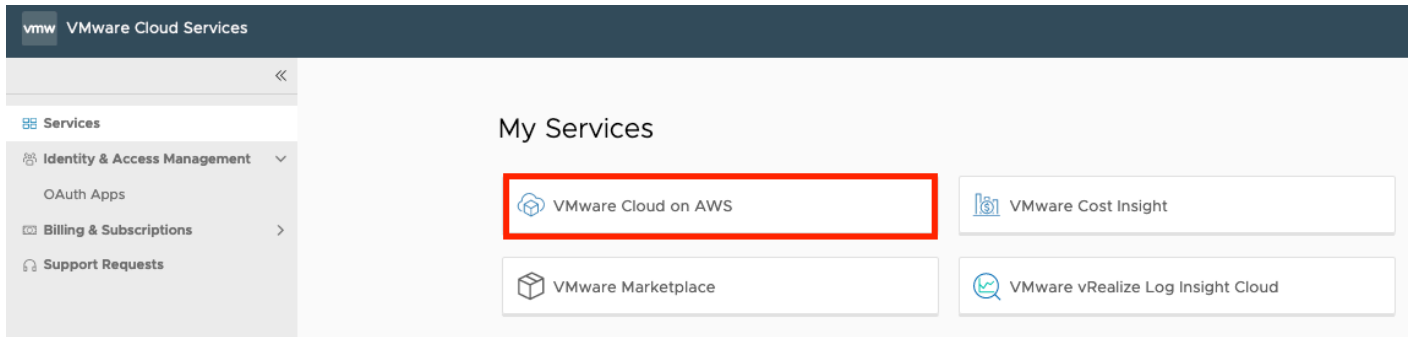 vmw VMware Cloud Services
Services
Identity & Access Management
OAuth Apps
Billing & Subscriptions
Support Requests
My Services
VMware Cloud on AWS
VMware Cost Insight
VMware Marketplace
VMware vRealize Log Insight Cloud